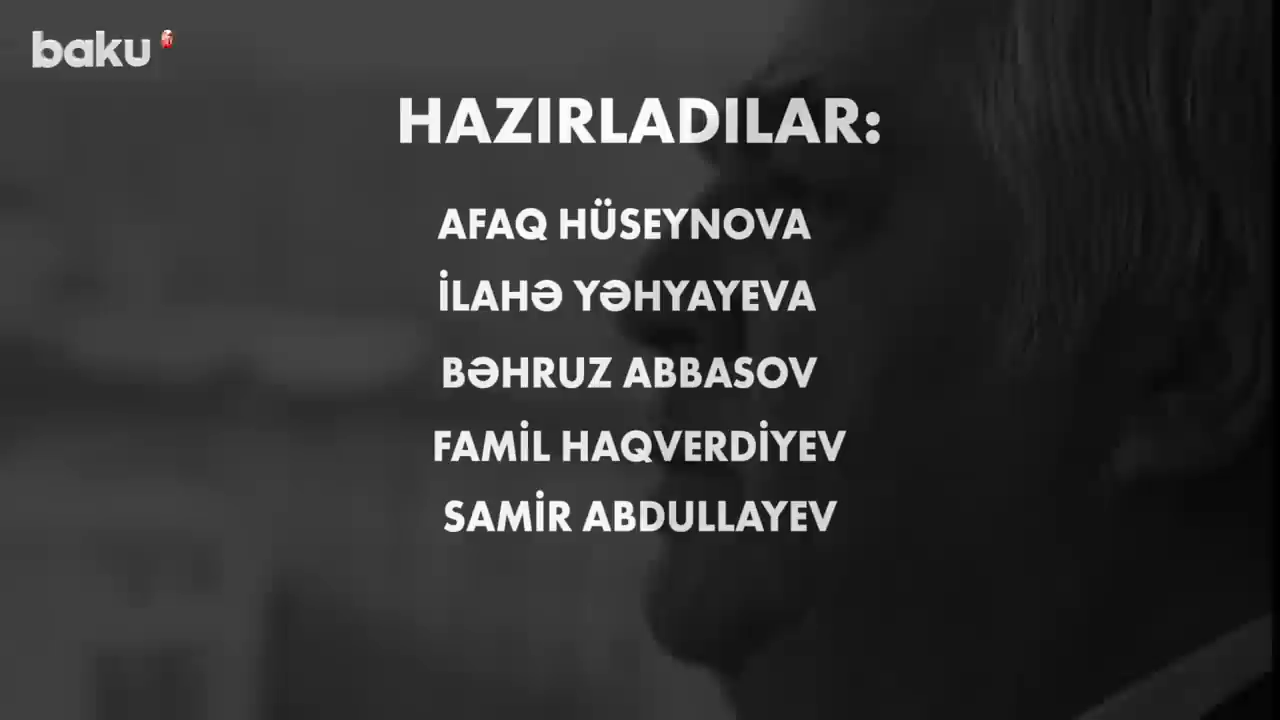 baku
HAZIRLADILAR:
AFAQ HÜSEYNOVA
İLAHƏ YƏHYAYEVA
BƏHRUZ ABBASOV
FAMİL HAQVERDİYEV
SAMİR ABDULLAYEV